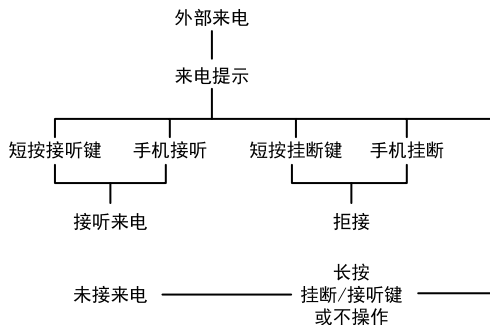 外部来电
来电提示
短按接听键 手机接听 短按挂断键 手机挂断
接听来电 拒接
未接来电
长按
挂断/接听键
或不操作